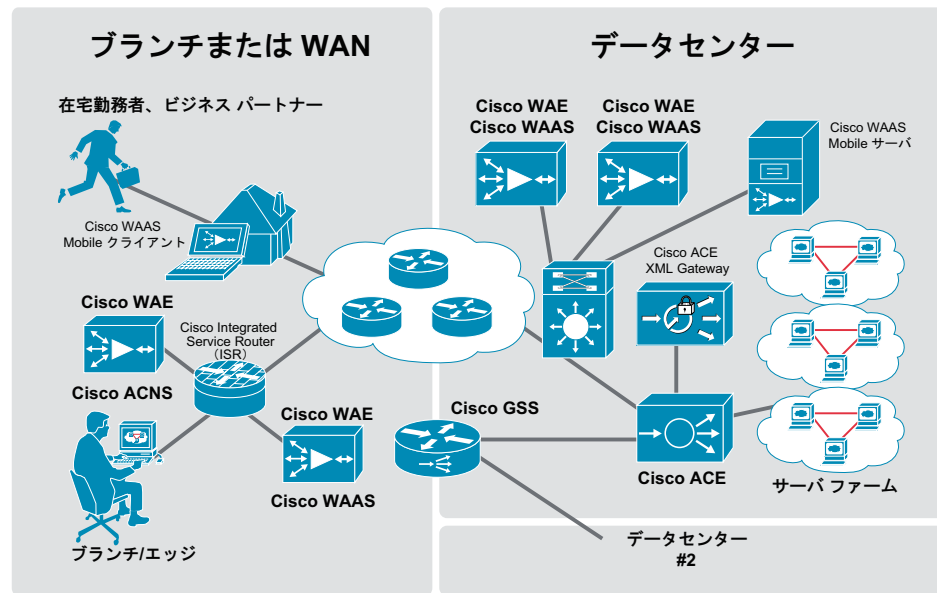 ブランチまたは WAN
在宅勤務者、ビジネス パートナー
Cisco WAAS
Mobile クライアント
Cisco WAE
Cisco ACNS
Cisco Integrated
Service Router
（ISR）
Cisco WAE
Cisco WAAS
ブランチ/エッジ
データセンター
Cisco WAE
Cisco WAAS
Cisco WAE
Cisco WAAS
Cisco WAAS
Mobile サーバ
Cisco ACE
XML Gateway
Cisco GSS
Cisco ACE
サーバ ファーム
データセンター
#2